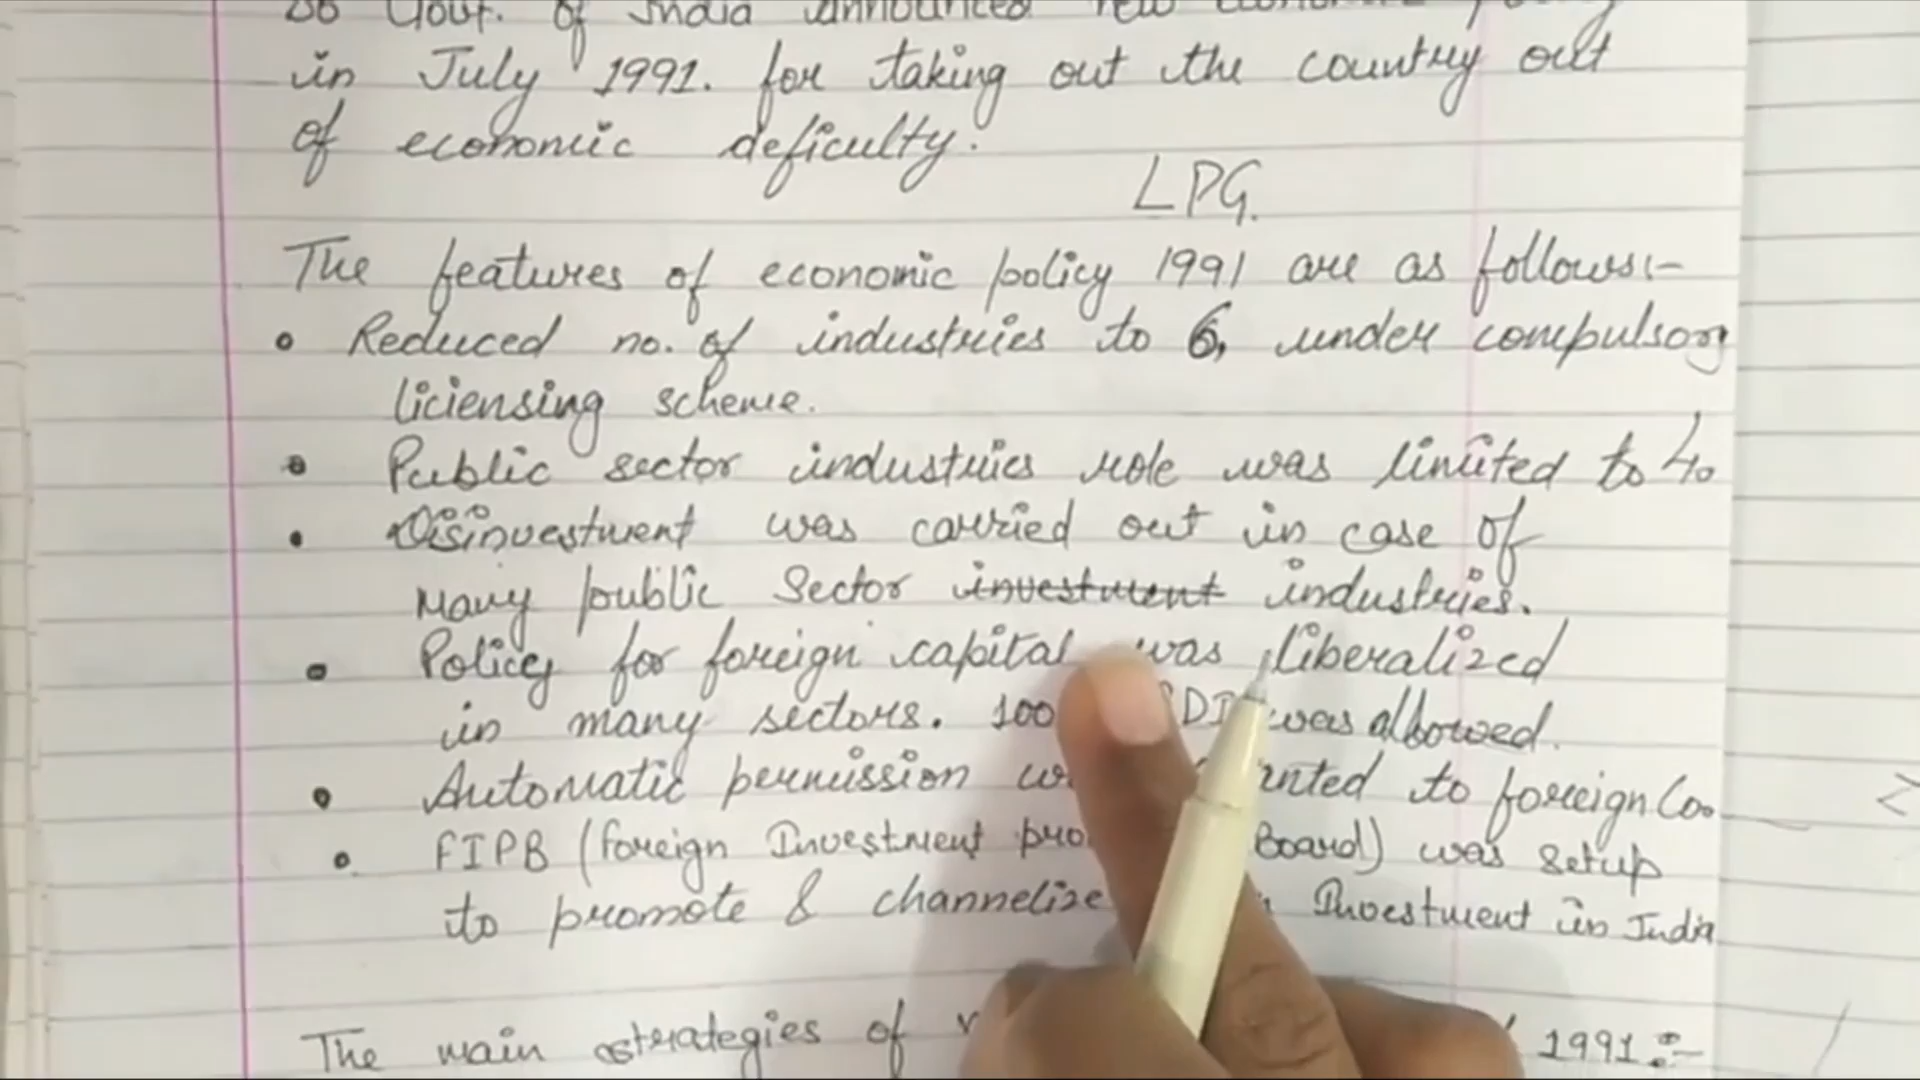 So Govt. of India announced new economic policy
in July 1991. for taking out the country out
of economic deficulty.
LPG.
The features of economic policy 1991 are as follows:-
• Reduced no. of industries to 6, under compulsory
liciensing scheme.
• Public sector industries role was limited to 4.
• Disinvestment was carried out in case of
many public Sector investment industries.
• Policy for foreign capital was liberalized
in many sectors. 100 was allowed.
• Automatic permission to foreign Co.
• FIPB (Foreign Investment Board) was setup
to promote & channelize Investment in India
The main strategies of 1991:-